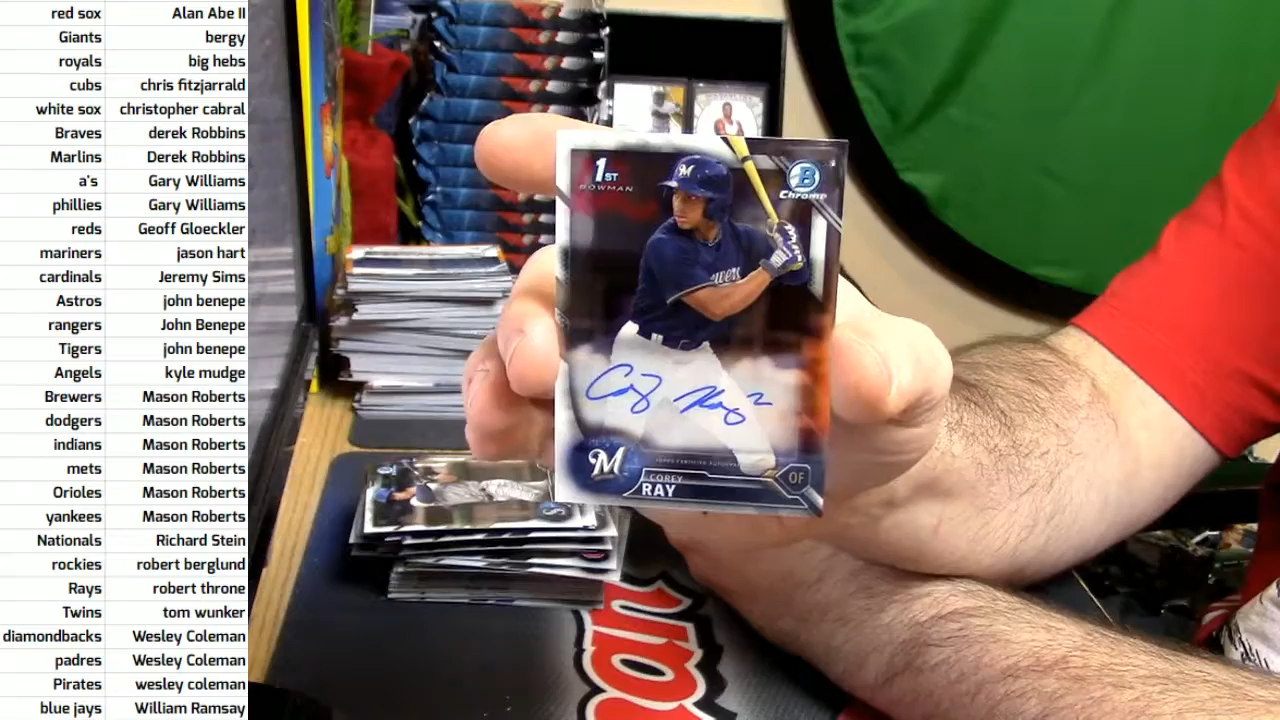 red sox Alan Abe II
Giants bergy
royals big hebs
cubs chris fitzjarrald
white sox christopher cabral
Braves derek Robbins
Marlins Derek Robbins
a's Gary Williams
phillies Gary Williams
reds Geoff Gloeckler
mariners jason hart
cardinals Jeremy Sims
Astros john benepe
rangers John Benepe
Tigers john benepe
Angels kyle mudge
Brewers Mason Roberts
dodgers Mason Roberts
indians Mason Roberts
mets Mason Roberts
Orioles Mason Roberts
yankees Mason Roberts
Nationals Richard Stein
rockies robert berglund
Rays robert throne
Twins tom wunker
diamondbacks Wesley Coleman
padres Wesley Coleman
Pirates wesley coleman
blue jays William Ramsay
1ST
BOWMAN
B
Chrome
M
wers
M
TOPPS CERTIFIED AUTOGRAPH
COREY
RAY
OF
S